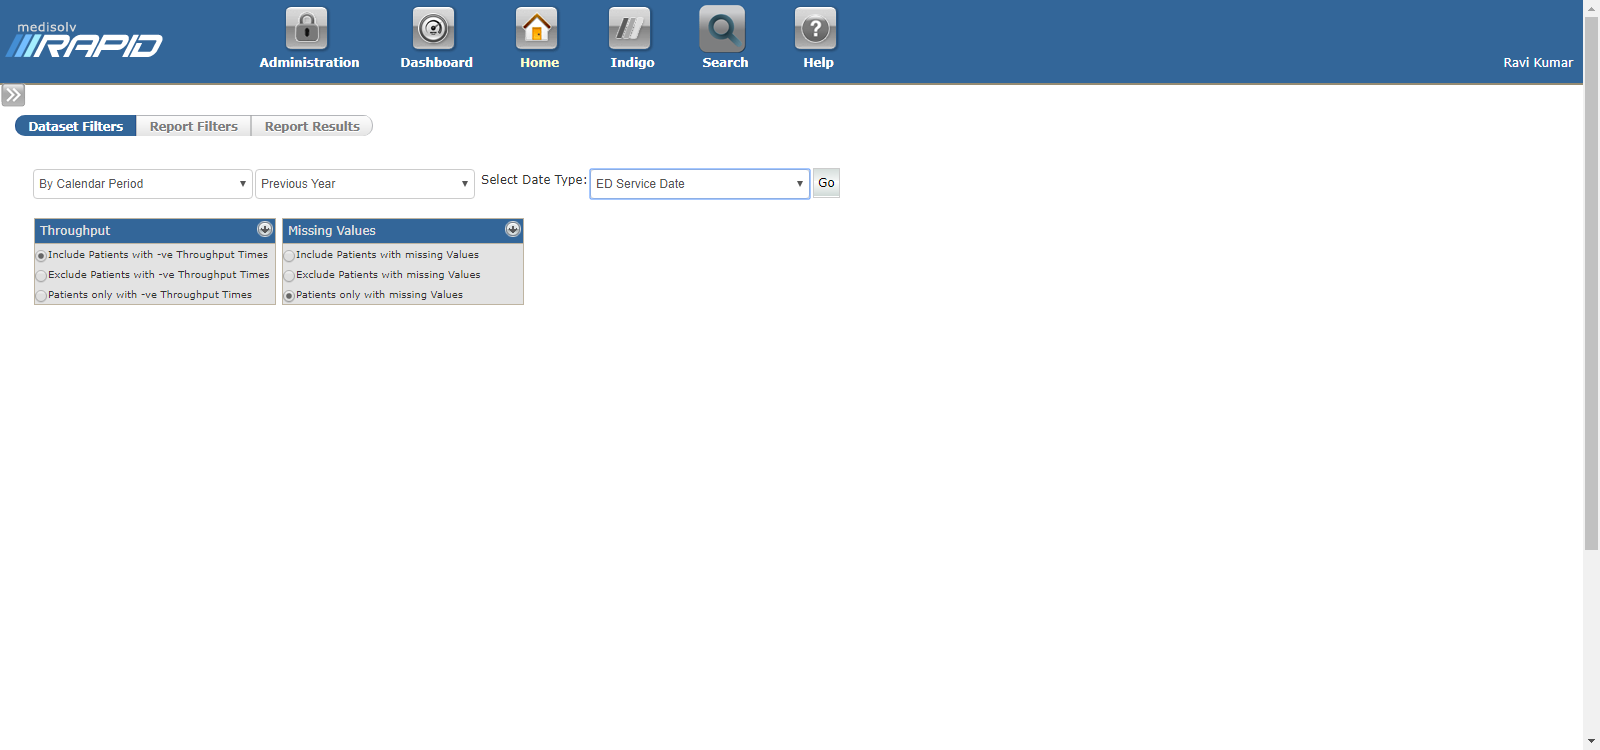 medisolv
RAPID
Administration
Dashboard
Home
Indigo
Search
Help
Ravi Kumar
Dataset Filters
Report Filters
Report Results
By Calendar Period
Previous Year
Select Date Type:
ED Service Date
Go
Throughput
Include Patients with -ve Throughput Times
Exclude Patients with -ve Throughput Times
Patients only with -ve Throughput Times
Missing Values
Include Patients with missing Values
Exclude Patients with missing Values
Patients only with missing Values